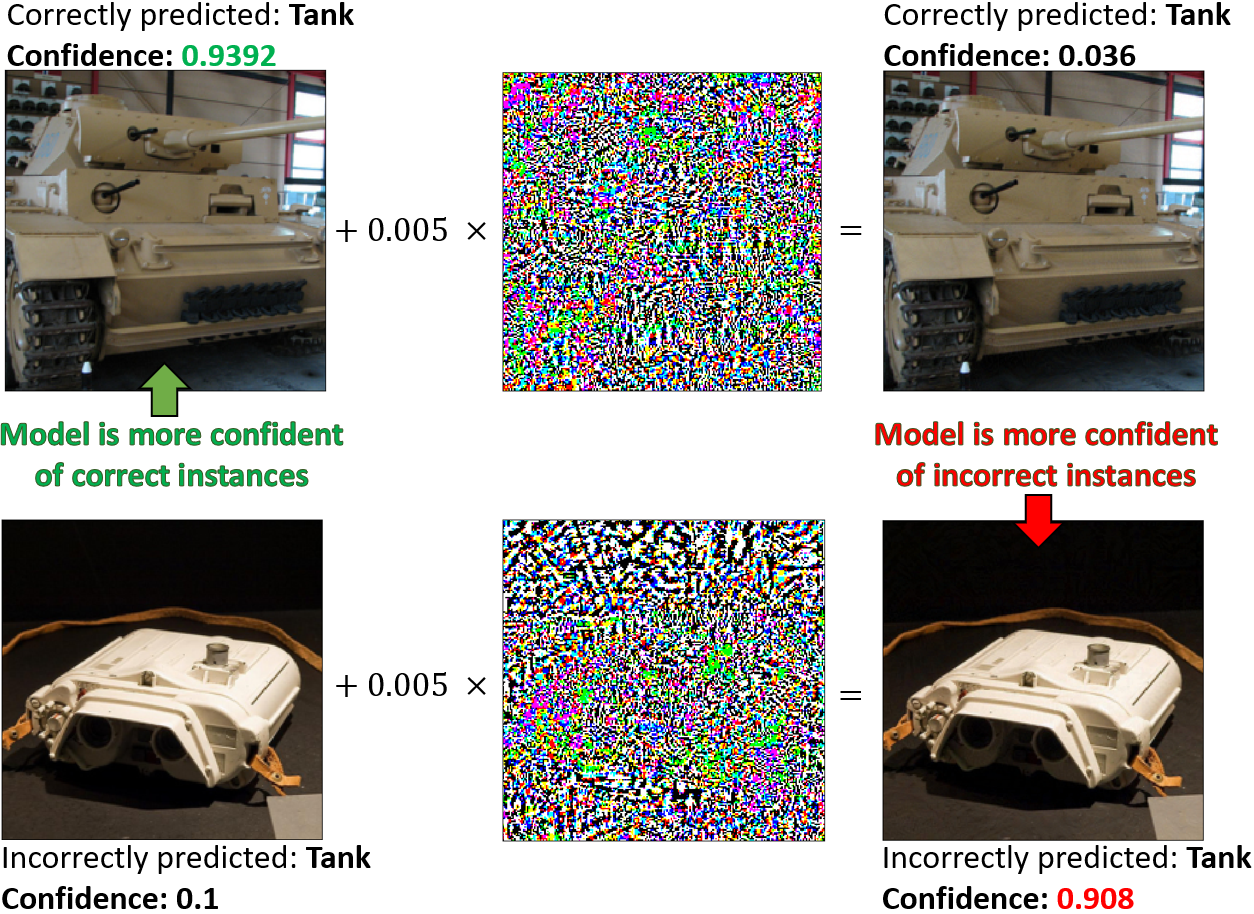 Correctly predicted: Tank
Confidence: 0.9392
Correctly predicted: Tank
Confidence: 0.036
+ 0.005 ×
=
Model is more confident
of correct instances
Model is more confident
of incorrect instances
+ 0.005 ×
=
Incorrectly predicted: Tank
Confidence: 0.1
Incorrectly predicted: Tank
Confidence: 0.908